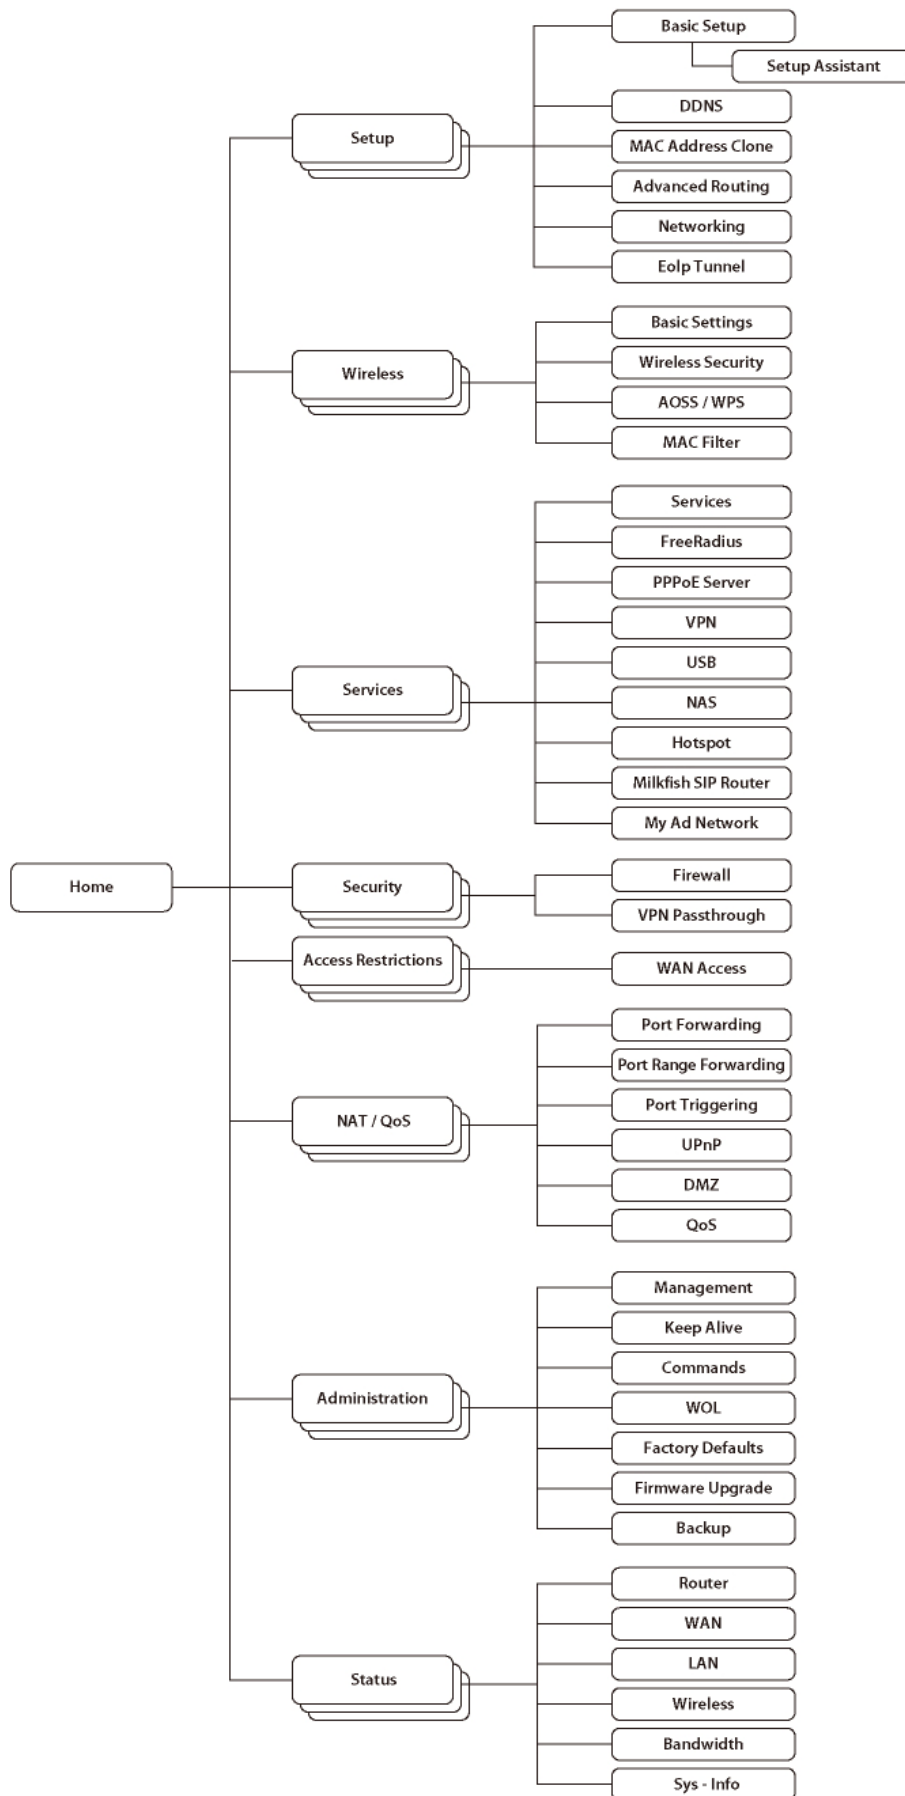 Home
Setup
Basic Setup
Setup Assistant
DDNS
MAC Address Clone
Advanced Routing
Networking
EoIp Tunnel
Wireless
Basic Settings
Wireless Security
AOSS / WPS
MAC Filter
Services
Services
FreeRadius
PPPoE Server
VPN
USB
NAS
Hotspot
Milkfish SIP Router
My Ad Network
Security
Firewall
VPN Passthrough
Access Restrictions
WAN Access
NAT / QoS
Port Forwarding
Port Range Forwarding
Port Triggering
UPnP
DMZ
QoS
Administration
Management
Keep Alive
Commands
WOL
Factory Defaults
Firmware Upgrade
Backup
Status
Router
WAN
LAN
Wireless
Bandwidth
Sys - Info